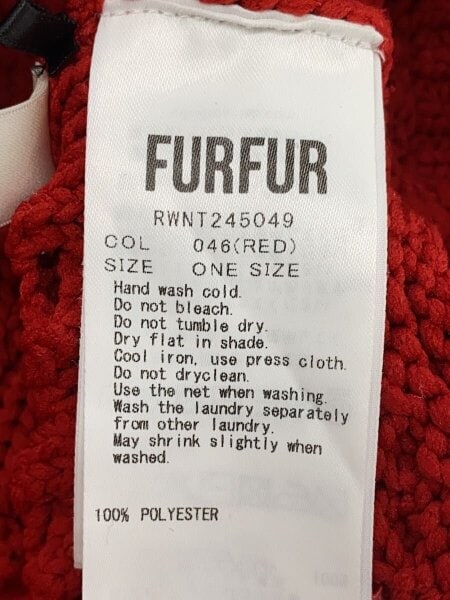 FURFUR
RWNT245049
COL 046(RED)
SIZE ONE SIZE
Hand wash cold.
Do not bleach.
Do not tumble dry.
Dry flat in shade.
Cool iron, use press cloth.
Do not dryclean.
Use the net when washing.
Wash the laundry separately
from other laundry.
May shrink slightly when
washed.
100% POLYESTER